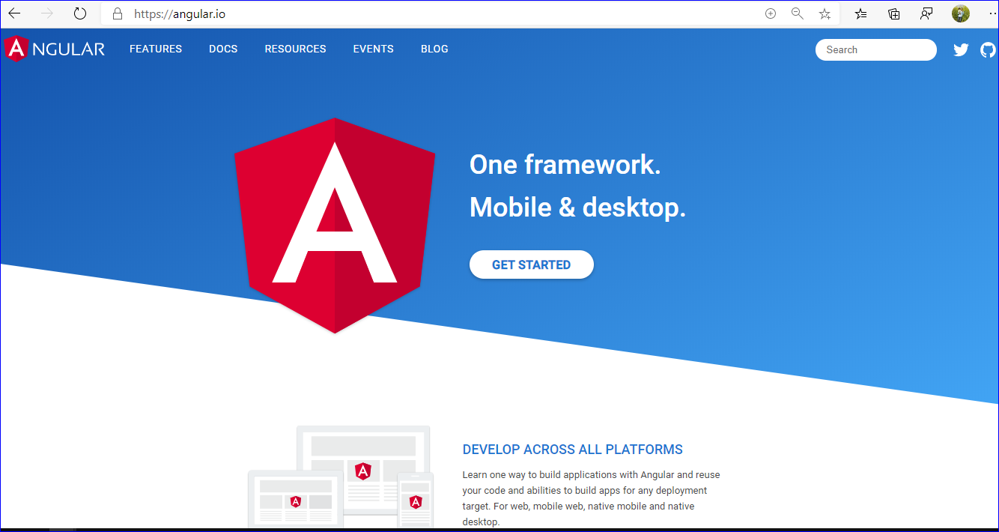 https://angular.io
ANGULAR
FEATURES
DOCS
RESOURCES
EVENTS
BLOG
Search
A
One framework.
Mobile & desktop.
GET STARTED
A
A
A
DEVELOP ACROSS ALL PLATFORMS
Learn one way to build applications with Angular and reuse
your code and abilities to build apps for any deployment
target. For web, mobile web, native mobile and native
desktop.